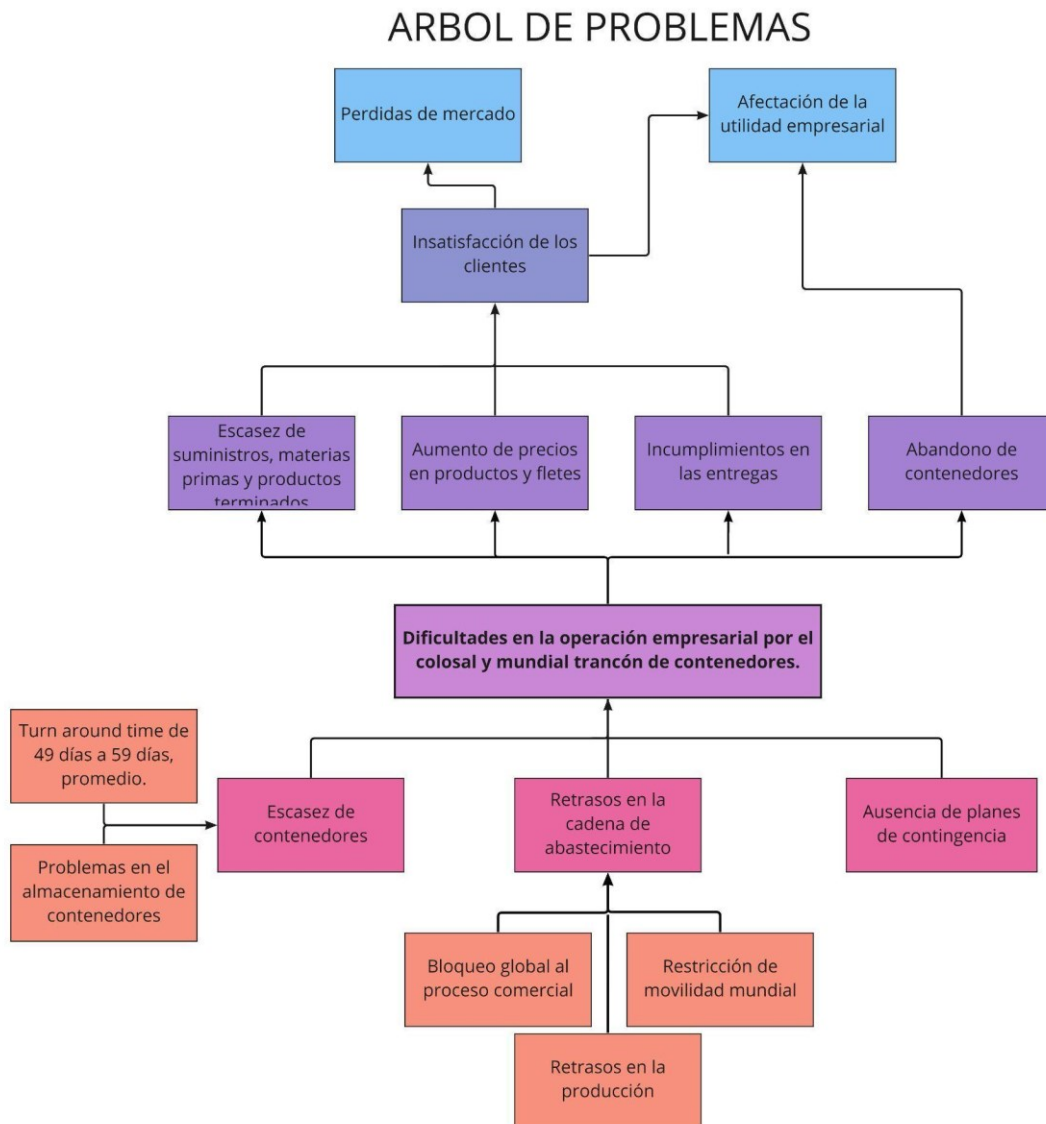 ARBOL DE PROBLEMAS
Perdidas de mercado
Afectación de la
utilidad empresarial
Insatisfacción de los
clientes
Escasez de
suministros, materias
primas y productos
terminados
Aumento de precios
en productos y fletes
Incumplimientos en
las entregas
Abandono de
contenedores
Dificultades en la operación empresarial por el
colosal y mundial trancón de contenedores.
Turn around time de
49 días a 59 días,
promedio.
Problemas en el
almacenamiento de
contenedores
Escasez de
contenedores
Retrasos en la
cadena de
abastecimiento
Ausencia de planes
de contingencia
Bloqueo global al
proceso comercial
Restricción de
movilidad mundial
Retrasos en la
producción